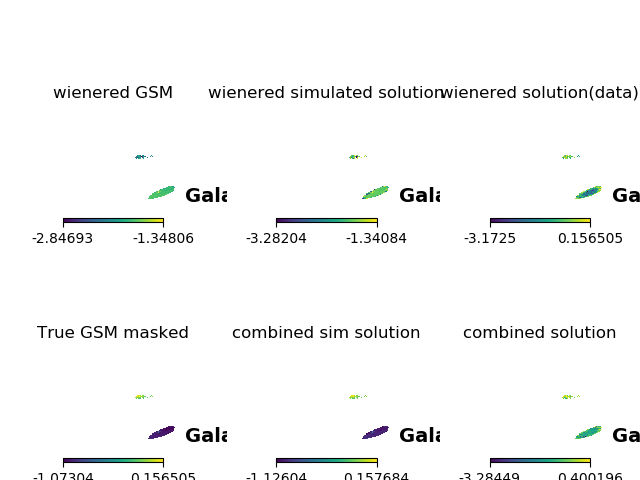 wienered GSM wienered simulated solution wienered solution(data)
Gala Gala Ga
-2.84693 -1.34806 -3.28204 -1.34084 -3.1725 0.156505
True GSM masked combined sim solution combined solution
Gala Gala Ga
-1.07304 0.156505 -1.12604 0.157684 -3.28449 0.400196